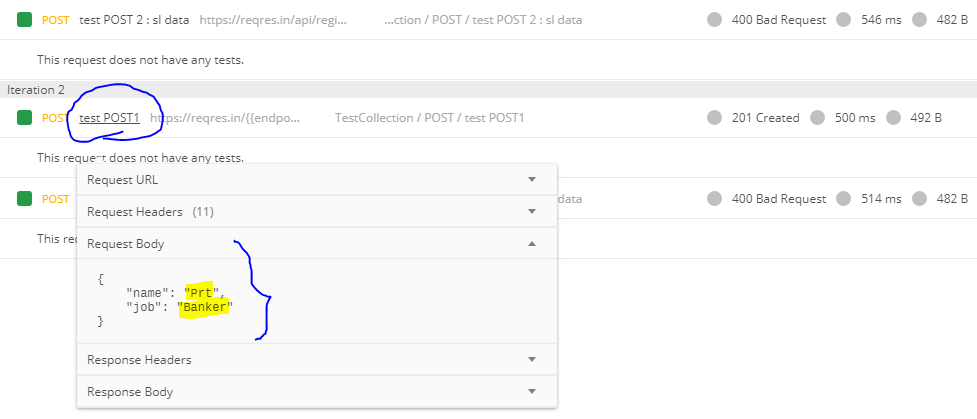 POST test POST 2 : sl data https://reqres.in/api/regi... ...ction / POST / test POST 2 : sl data 400 Bad Request 546 ms 482 B
This request does not have any tests.
Iteration 2
POST test POST1 https://reqres.in/{{endpo... TestCollection / POST / test POST1 201 Created 500 ms 492 B
This request does not have any tests.
Request URL
POST data 400 Bad Request 514 ms 482 B
Request Headers (11)
This req
Request Body
{
"name": "Prt",
"job": "Banker"
}
Response Headers
Response Body